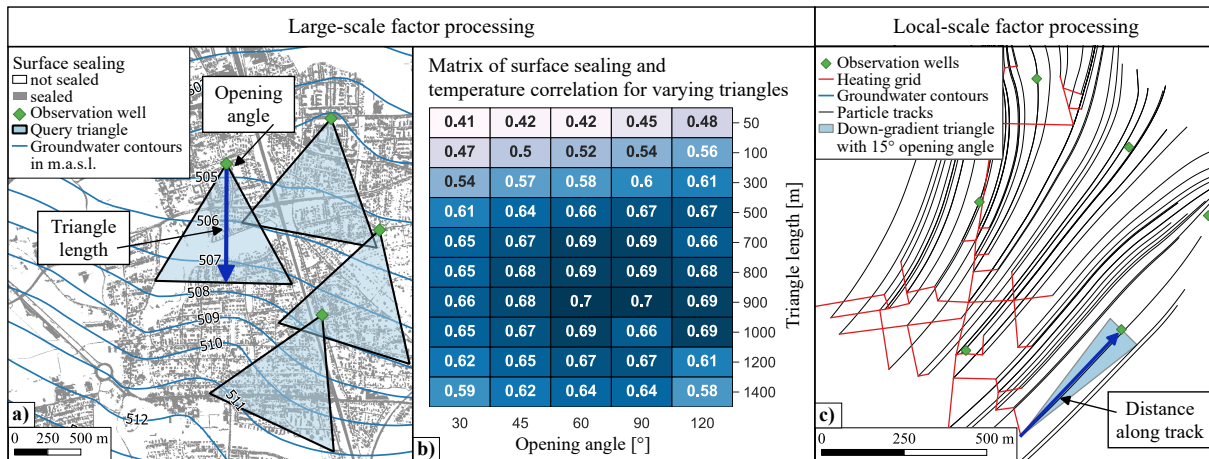 Large-scale factor processing
Local-scale factor processing
Surface sealing
not sealed
sealed
Observation well
Query triangle
Groundwater contours
in m.a.s.l.
Opening
angle
Triangle
length
505
506
507
508
509
510
511
512
a)
0 250 500 m
Matrix of surface sealing and
temperature correlation for varying triangles
0.41 0.42 0.42 0.45 0.48 50
0.47 0.5 0.52 0.54 0.56 100
0.54 0.57 0.58 0.6 0.61 300
0.61 0.64 0.66 0.67 0.67 500
0.65 0.67 0.69 0.69 0.66 700
0.65 0.68 0.69 0.69 0.68 800
0.66 0.68 0.7 0.7 0.69 900
0.65 0.67 0.69 0.66 0.69 1000
0.62 0.65 0.67 0.67 0.61 1200
0.59 0.62 0.64 0.64 0.58 1400
30 45 60 90 120
Opening angle [°]
Triangle length [m]
b)
Observation wells
Heating grid
Groundwater contours
Particle tracks
Down-gradient triangle
with 15° opening angle
Distance
along track
c)
0 250 500 m